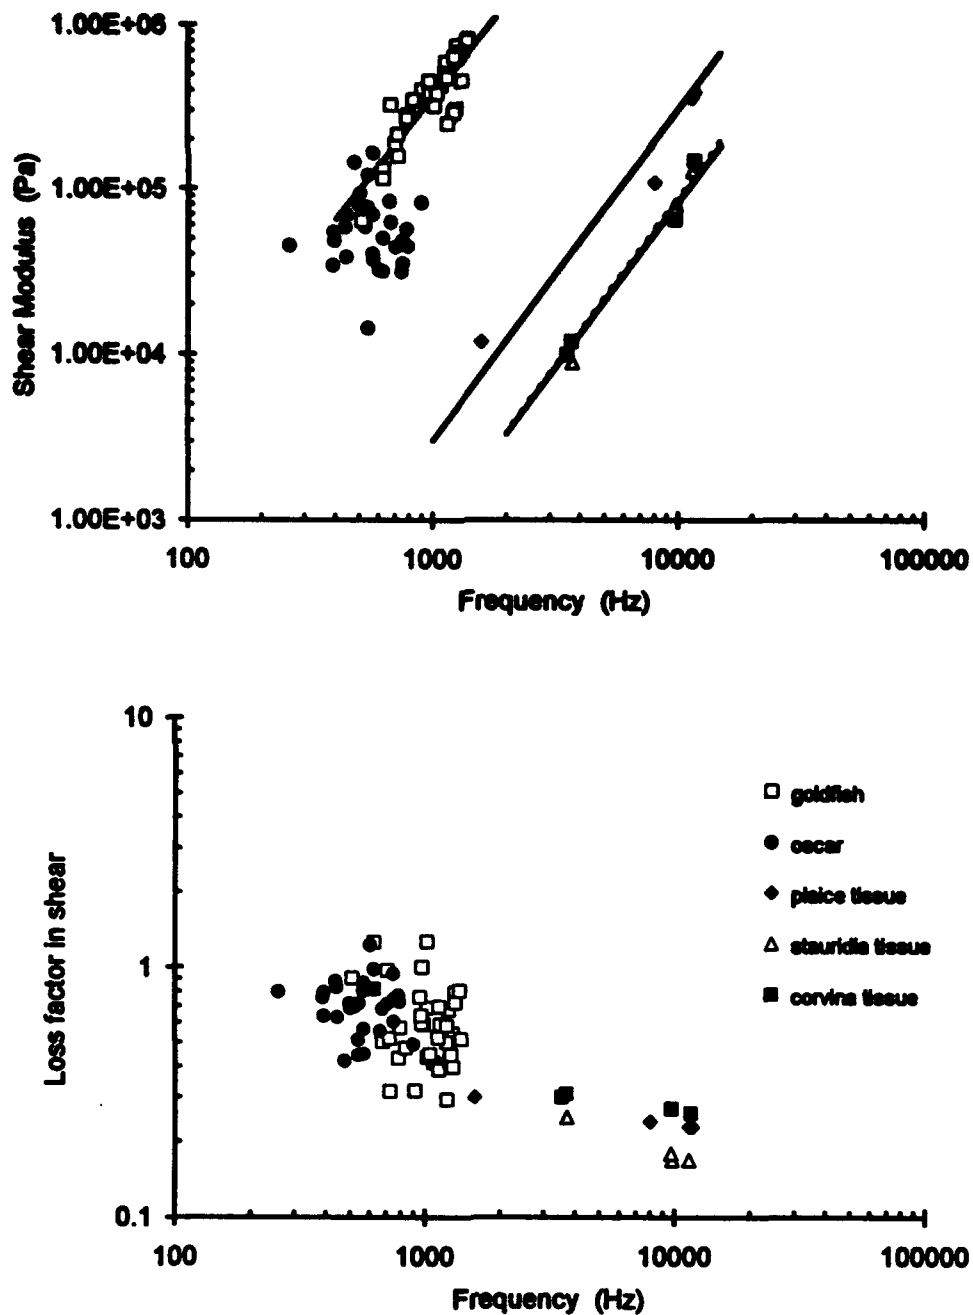 1.00E+06
1.00E+05
1.00E+04
1.00E+03
Shear Modulus (Pa)
100 1000 10000 100000
Frequency (Hz)
10
1
0.1
Loss factor in shear
goldfish
oscar
plaice tissue
stauridia tissue
corvina tissue
100 1000 10000 100000
Frequency (Hz)